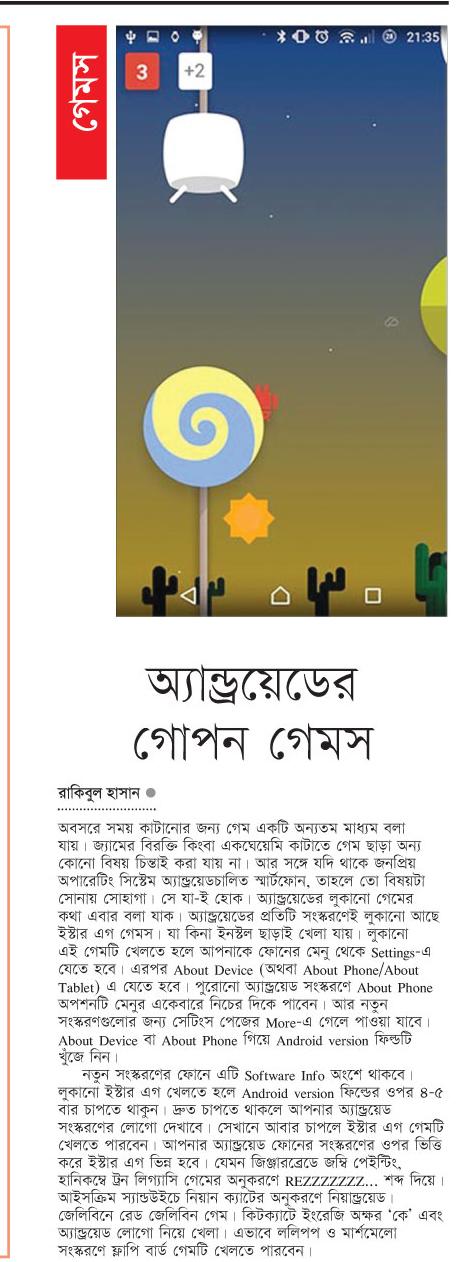 গেমস
21:35
3
+2
28
অ্যান্ড্রয়েডের
গোপন গেমস
রাকিবুল হাসান
অবসরে সময় কাটানোর জন্য গেম একটি অন্যতম মাধ্যম বলা
যায়। জ্যামের বিরক্তি কিংবা একঘেয়েমি কাটাতে গেম ছাড়া অন্য
কোনো বিষয় চিন্তাই করা যায় না। আর সঙ্গে যদি থাকে জনপ্রিয়
অপারেটিং সিস্টেম অ্যান্ড্রয়েডচালিত স্মার্টফোন, তাহলে তো বিষয়টা
সোনায় সোহাগা। সে যা-ই হোক। অ্যান্ড্রয়েডের লুকানো গেমের
কথা এবার বলা যাক। অ্যান্ড্রয়েডের প্রতিটি সংস্করণেই লুকানো আছে
ইস্টার এগ গেমস। যা কিনা ইনস্টল ছাড়াই খেলা যায়। লুকানো
এই গেমটি খেলতে হলে আপনাকে ফোনের মেনু থেকে Settings-এ
যেতে হবে। এরপর About Device (অথবা About Phone/About
Tablet) এ যেতে হবে। পুরোনো অ্যান্ড্রয়েড সংস্করণে About Phone
অপশনটি মেনুর একেবারে নিচের দিকে পাবেন। আর নতুন
সংস্করণগুলোর জন্য সেটিংস পেজের More-এ গেলে পাওয়া যাবে।
About Device বা About Phone গিয়ে Android version ফিল্ডটি
খুঁজে নিন।
নতুন সংস্করণের ফোনে এটি Software Info অংশে থাকবে।
লুকানো ইস্টার এগ খেলতে হলে Android version ফিল্ডের ওপর ৪-৫
বার চাপতে থাকুন। দ্রুত চাপতে থাকলে আপনার অ্যান্ড্রয়েড
সংস্করণের লোগো দেখাবে। সেখানে আবার চাপলে ইস্টার এগ গেমটি
খেলতে পারবেন। আপনার অ্যান্ড্রয়েড ফোনের সংস্করণের ওপর ভিত্তি
করে ইস্টার এগ ভিন্ন হবে। যেমন জিঞ্জারব্রেডে জম্বি পেইন্টিং,
হানিকম্বে ট্রন লিগ্যাসি গেমের অনুকরণে REZZZZZZZ... শব্দ দিয়ে।
আইসক্রিম স্যান্ডউইচে নিয়ান ক্যাটের অনুকরণে নিয়ান্ড্রয়েড।
জেলিবিনে রেড জেলিবিন গেম। কিটক্যাটে ইংরেজি অক্ষর ‘কে’ এবং
অ্যান্ড্রয়েড লোগো নিয়ে খেলা। এভাবে ললিপপ ও মার্শমেলো
সংস্করণে ফ্লাপি বার্ড গেমটি খেলতে পারবেন।